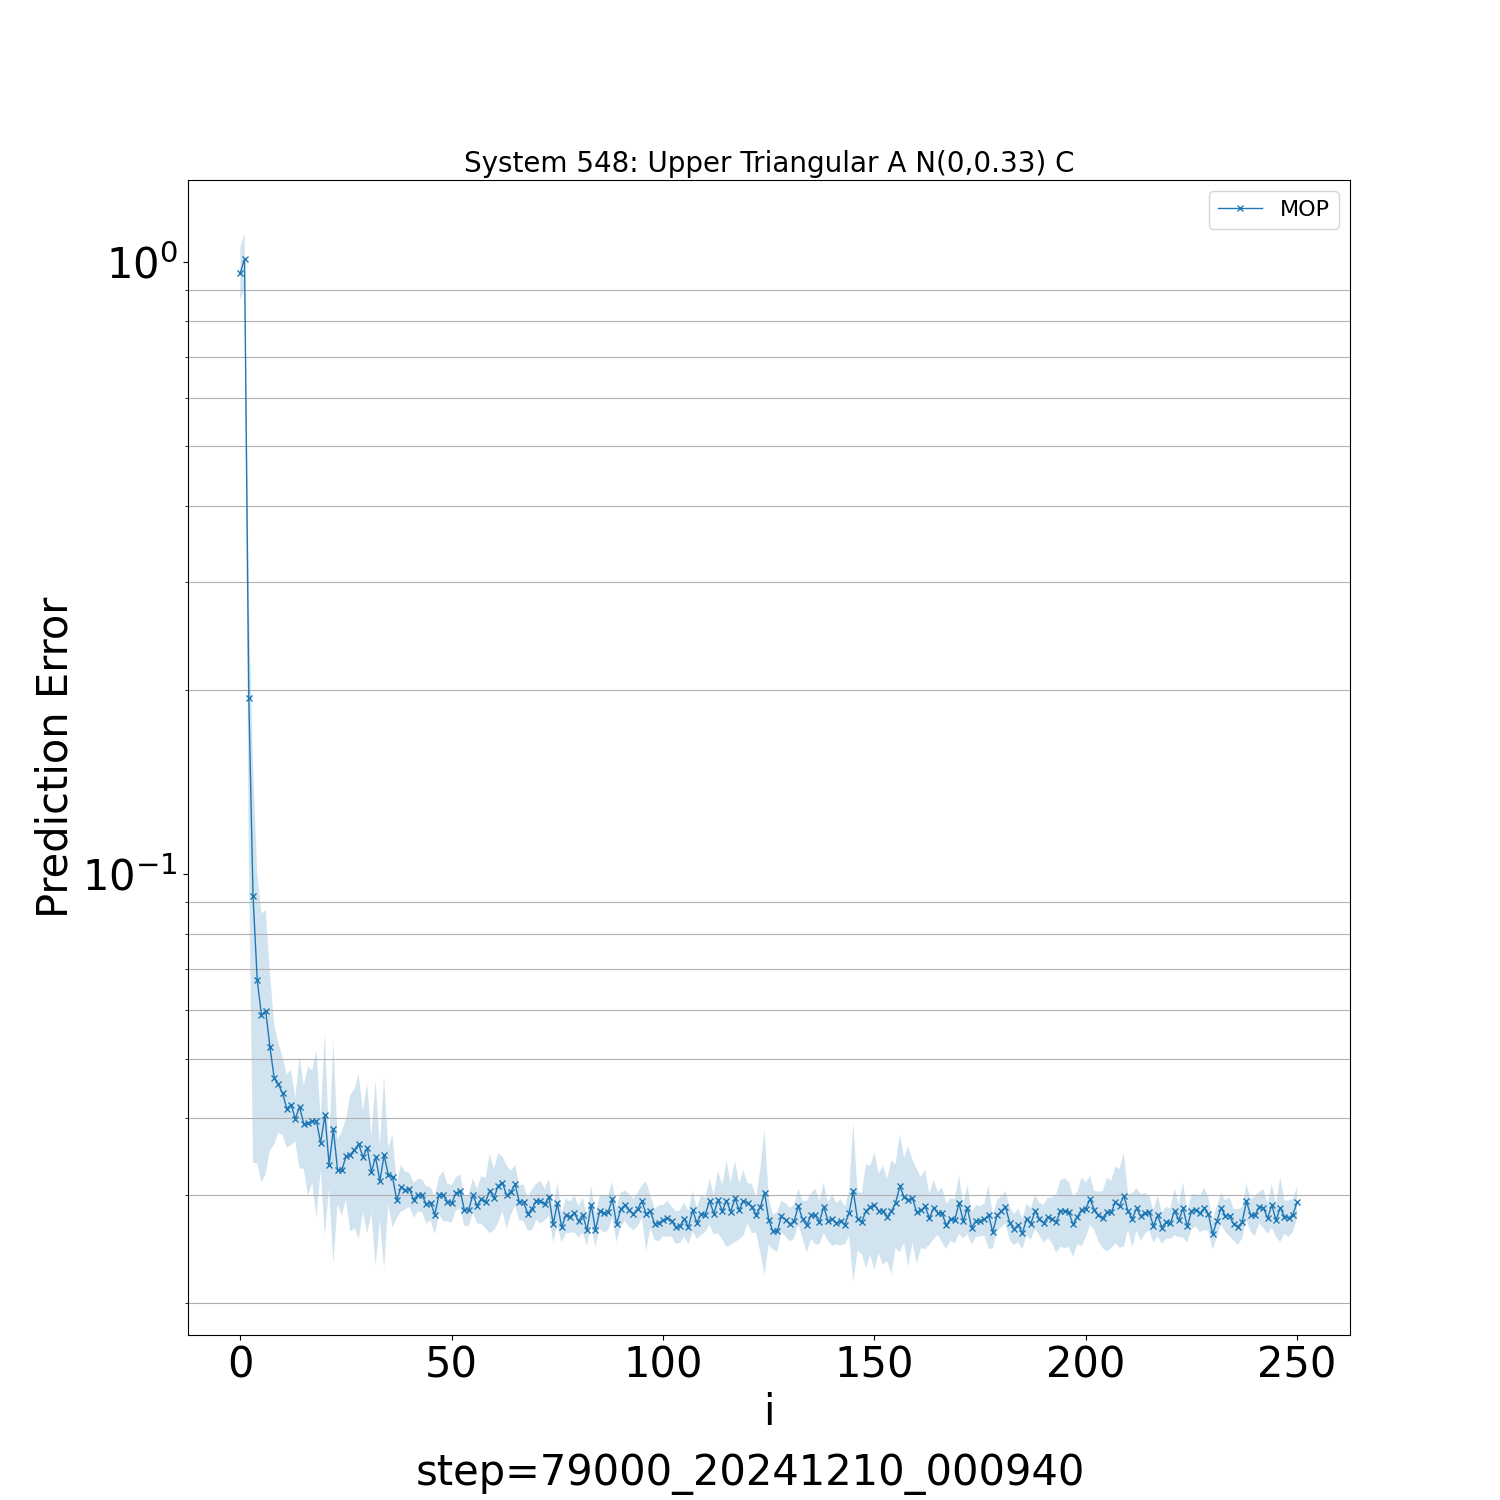 System 548: Upper Triangular A N(0,0.33) C
MOP
10⁰
10⁻¹
Prediction Error
0 50 100 150 200 250
i
step=79000_20241210_000940